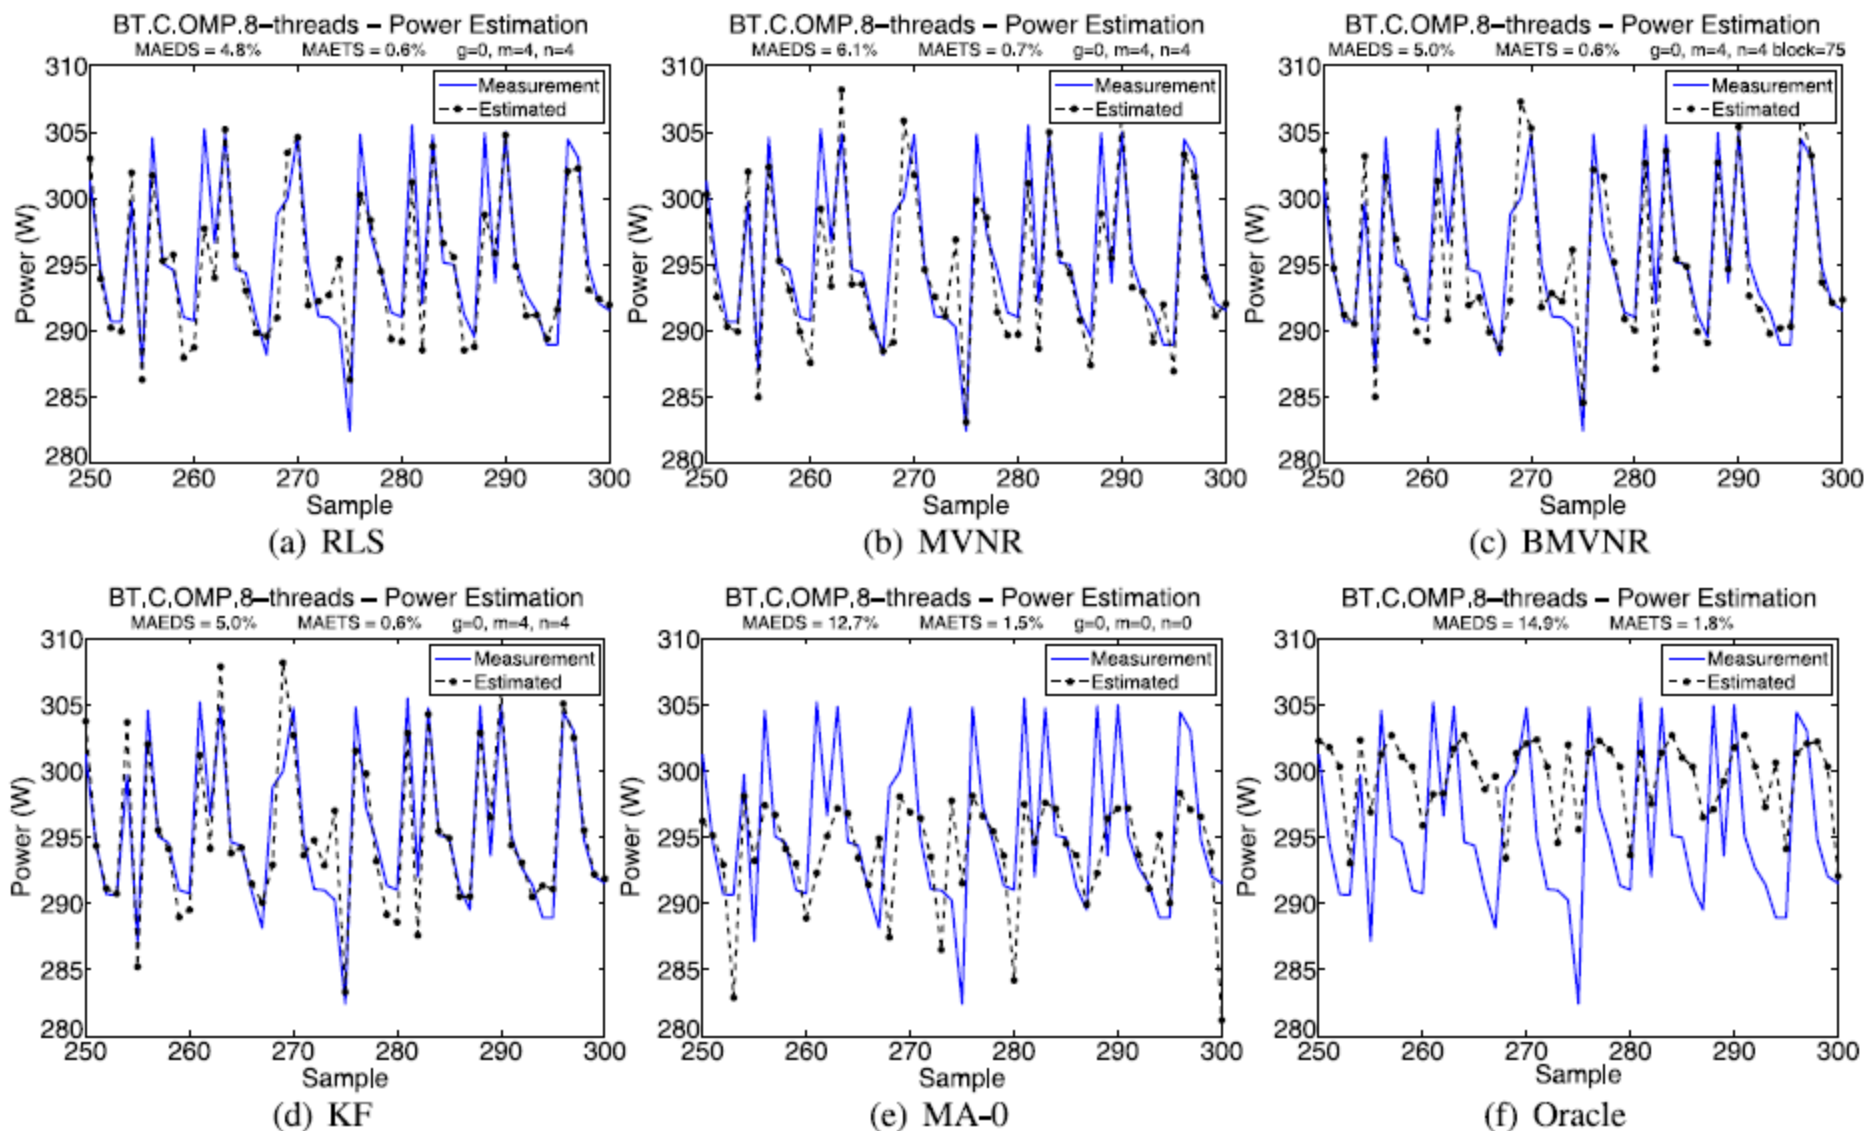 BT.C.OMP.8-threads – Power Estimation
MAEDS = 4.8% MAETS = 0.6% g=0, m=4, n=4
310
305
300
295
290
285
280
Power (W)
Measurement
Estimated
250 260 270 280 290 300
Sample
(a) RLS
BT.C.OMP.8-threads – Power Estimation
MAEDS = 6.1% MAETS = 0.7% g=0, m=4, n=4
310
305
300
295
290
285
280
Power (W)
Measurement
Estimated
250 260 270 280 290 300
Sample
(b) MVNR
BT.C.OMP.8-threads – Power Estimation
MAEDS = 5.0% MAETS = 0.6% g=0, m=4, n=4 block=75
310
305
300
295
290
285
280
Power (W)
Measurement
Estimated
250 260 270 280 290 300
Sample
(c) BMVNR
BT.C.OMP.8-threads – Power Estimation
MAEDS = 5.0% MAETS = 0.6% g=0, m=4, n=4
310
305
300
295
290
285
280
Power (W)
Measurement
Estimated
250 260 270 280 290 300
Sample
(d) KF
BT.C.OMP.8-threads – Power Estimation
MAEDS = 12.7% MAETS = 1.5% g=0, m=0, n=0
310
305
300
295
290
285
280
Power (W)
Measurement
Estimated
250 260 270 280 290 300
Sample
(e) MA-0
BT.C.OMP.8-threads – Power Estimation
MAEDS = 14.9% MAETS = 1.8%
310
305
300
295
290
285
280
Power (W)
Measurement
Estimated
250 260 270 280 290 300
Sample
(f) Oracle